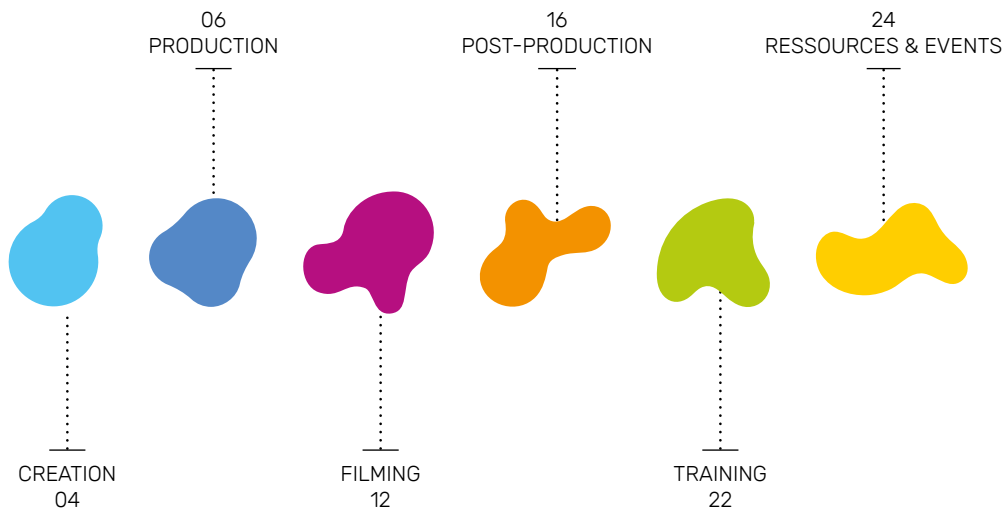 06
PRODUCTION
16
POST-PRODUCTION
24
RESSOURCES & EVENTS
CREATION
04
FILMING
12
TRAINING
22